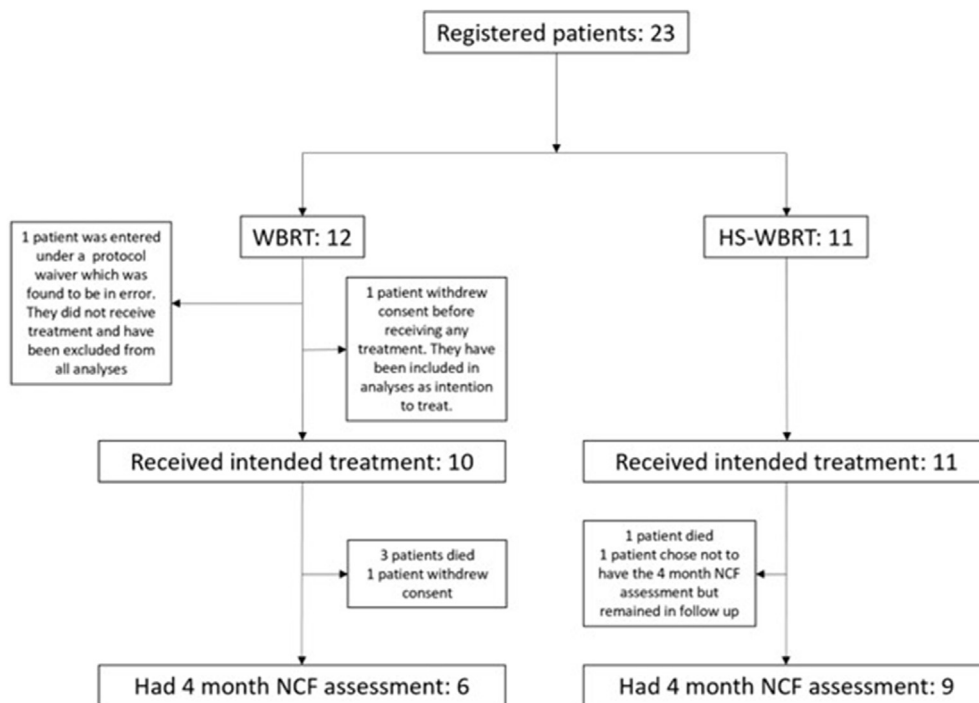 Registered patients: 23
WBRT: 12
HS-WBRT: 11
1 patient was entered
under a protocol
waiver which was
found to be in error.
They did not receive
treatment and have
been excluded from
all analyses
1 patient withdrew
consent before
receiving any
treatment. They have
been included in
analyses as intention
to treat.
Received intended treatment: 10
Received intended treatment: 11
3 patients died
1 patient withdrew
consent
1 patient died
1 patient chose not to
have the 4 month NCF
assessment but
remained in follow up
Had 4 month NCF assessment: 6
Had 4 month NCF assessment: 9